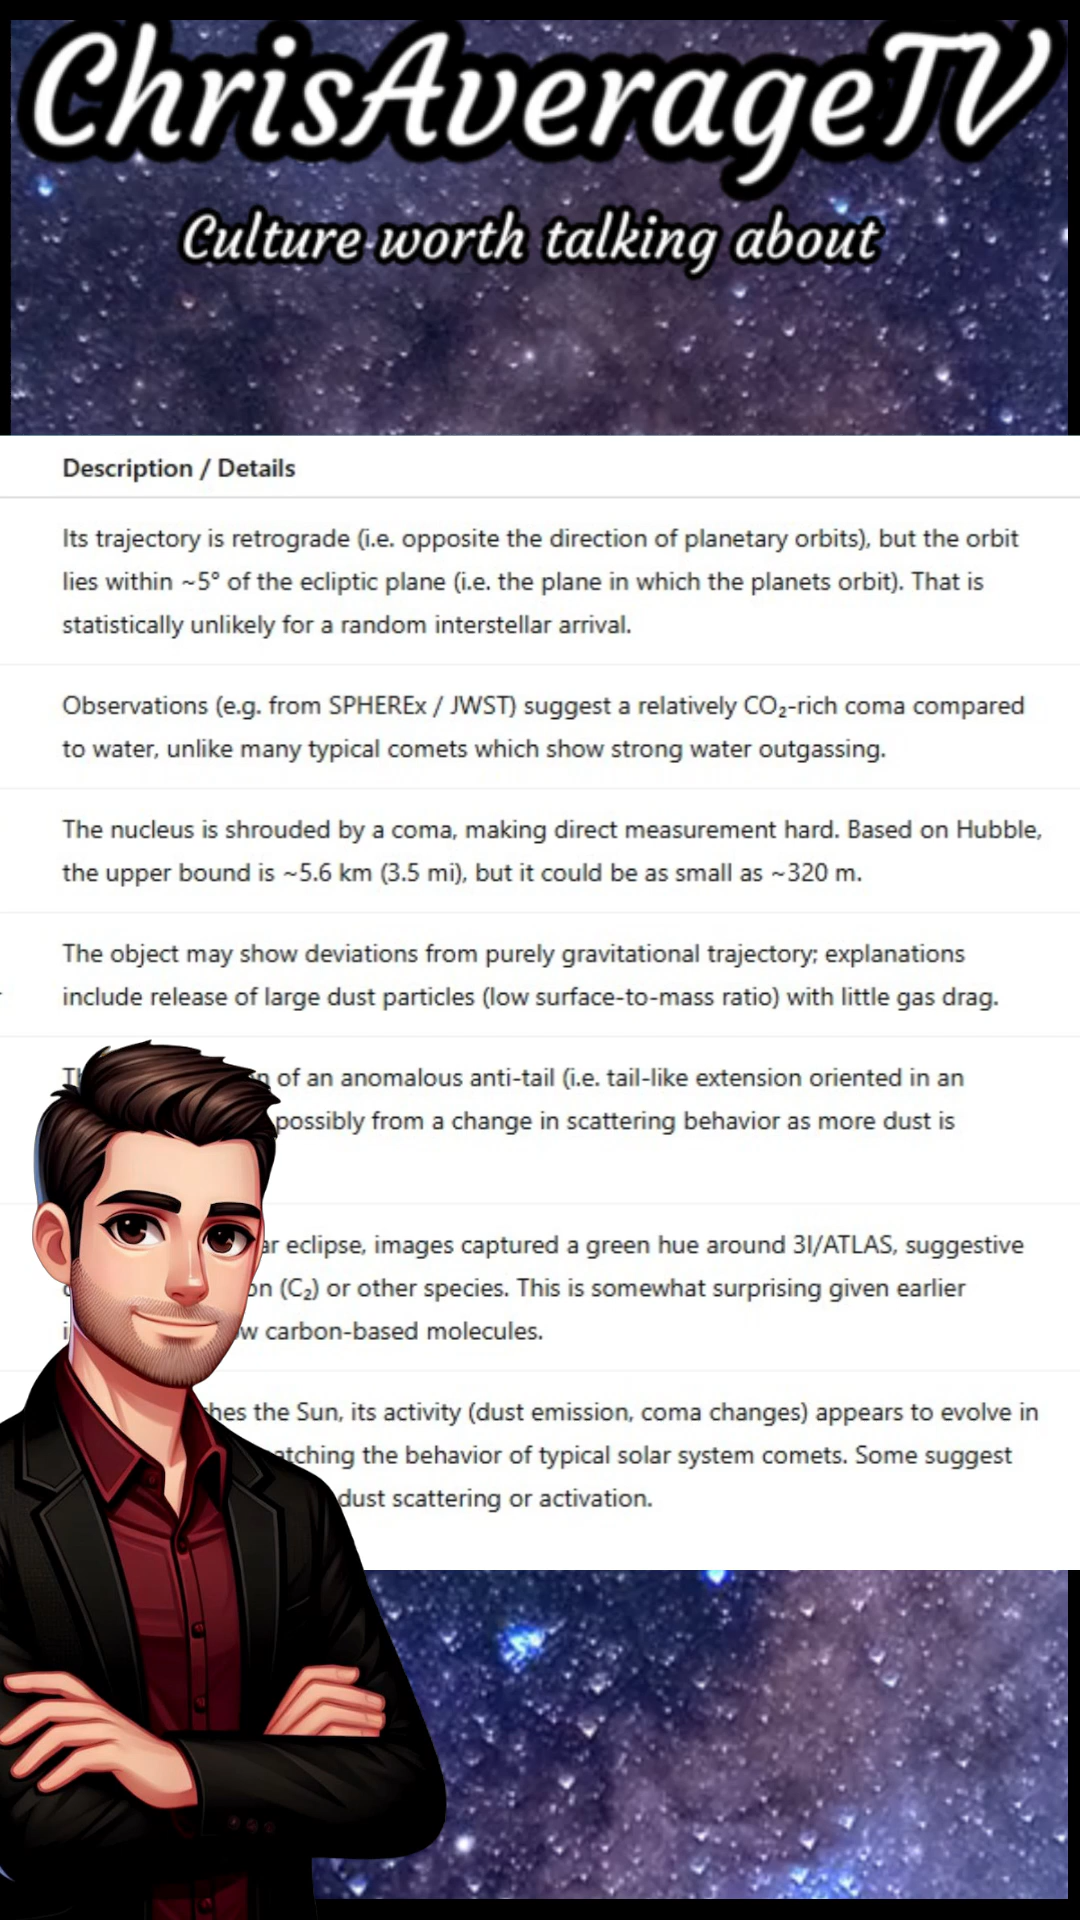 ChrisAverageTV
Culture worth talking about
Description / Details
Its trajectory is retrograde (i.e. opposite the direction of planetary orbits), but the orbit
lies within ~5° of the ecliptic plane (i.e. the plane in which the planets orbit). That is
statistically unlikely for a random interstellar arrival.
Observations (e.g. from SPHEREx / JWST) suggest a relatively CO₂-rich coma compared
to water, unlike many typical comets which show strong water outgassing.
The nucleus is shrouded by a coma, making direct measurement hard. Based on Hubble,
the upper bound is ~5.6 km (3.5 mi), but it could be as small as ~320 m.
The object may show deviations from purely gravitational trajectory; explanations
include release of large dust particles (low surface-to-mass ratio) with little gas drag.
of an anomalous anti-tail (i.e. tail-like extension oriented in an
possibly from a change in scattering behavior as more dust is
eclipse, images captured a green hue around 3I/ATLAS, suggestive
(C₂) or other species. This is somewhat surprising given earlier
carbon-based molecules.
the Sun, its activity (dust emission, coma changes) appears to evolve in
the behavior of typical solar system comets. Some suggest
dust scattering or activation.